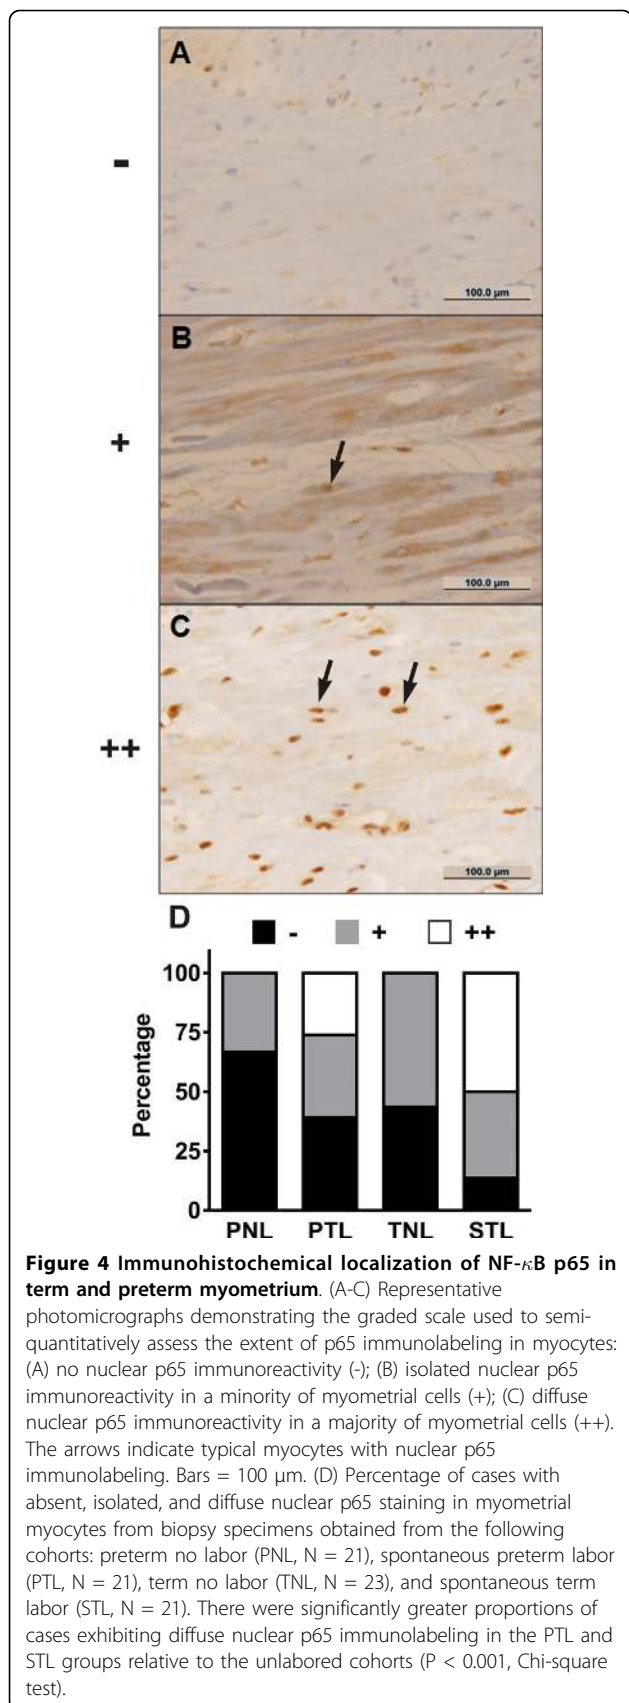 A
-
100.0 µm
B
+
100.0 µm
C
++
100.0 µm
D
- + ++
100
75
50
25
0
Percentage
PNL PTL TNL STL
Figure 4 Immunohistochemical localization of NF-κB p65 in
term and preterm myometrium. (A-C) Representative
photomicrographs demonstrating the graded scale used to semi-
quantitatively assess the extent of p65 immunolabeling in myocytes:
(A) no nuclear p65 immunoreactivity (-); (B) isolated nuclear p65
immunoreactivity in a minority of myometrial cells (+); (C) diffuse
nuclear p65 immunoreactivity in a majority of myometrial cells (++).
The arrows indicate typical myocytes with nuclear p65
immunolabeling. Bars = 100 μm. (D) Percentage of cases with
absent, isolated, and diffuse nuclear p65 staining in myometrial
myocytes from biopsy specimens obtained from the following
cohorts: preterm no labor (PNL, N = 21), spontaneous preterm labor
(PTL, N = 21), term no labor (TNL, N = 23), and spontaneous term
labor (STL, N = 21). There were significantly greater proportions of
cases exhibiting diffuse nuclear p65 immunolabeling in the PTL and
STL groups relative to the unlabored cohorts (P < 0.001, Chi-square
test).